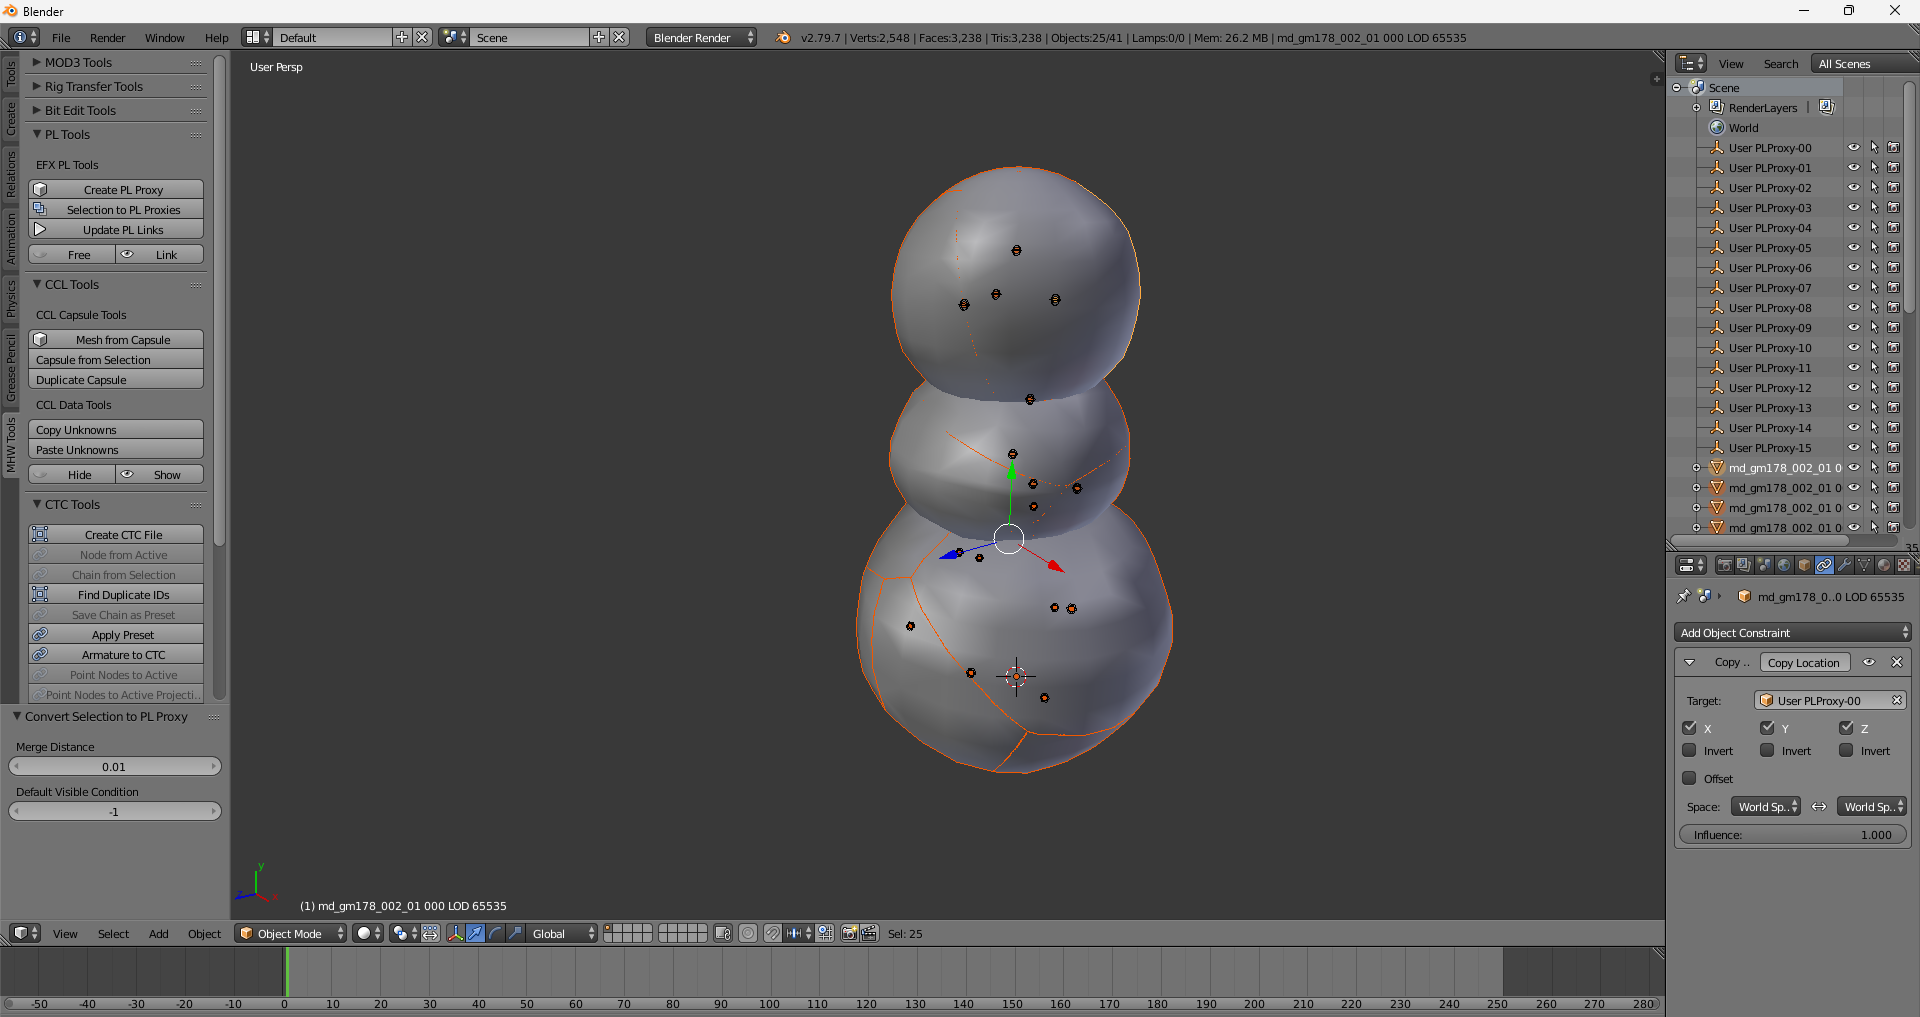 Blender
File Render Window Help Default Scene Blender Render v2.79.7 | Verts:2,548 | Faces:3,238 | Tris:3,238 | Objects:25/41 | Lamps:0/0 | Mem: 26.2 MB | md_gm178_002_01 000 LOD 65535
Tools
Create
Relations
Animation
Physics
Grease Pencil
MHW Tools
MOD3 Tools
Rig Transfer Tools
Bit Edit Tools
PL Tools
EFX PL Tools
Create PL Proxy
Selection to PL Proxies
Update PL Links
Free Link
CCL Tools
CCL Capsule Tools
Mesh from Capsule
Capsule from Selection
Duplicate Capsule
CCL Data Tools
Copy Unknowns
Paste Unknowns
Hide Show
CTC Tools
Create CTC File
Node from Active
Chain from Selection
Find Duplicate IDs
Save Chain as Preset
Apply Preset
Armature to CTC
Point Nodes to Active
Point Nodes to Active Projecti..
Convert Selection to PL Proxy
Merge Distance
0.01
Default Visible Condition
-1
User Persp
y
z x
(1) md_gm178_002_01 000 LOD 65535
View Select Add Object Object Mode Global Sel: 25
-50 -40 -30 -20 -10 0 10 20 30 40 50 60 70 80 90 100 110 120 130 140 150 160 170 180 190 200 210 220 230 240 250 260 270 280
View Search All Scenes
Scene
RenderLayers |
World
User PLProxy-00
User PLProxy-01
User PLProxy-02
User PLProxy-03
User PLProxy-04
User PLProxy-05
User PLProxy-06
User PLProxy-07
User PLProxy-08
User PLProxy-09
User PLProxy-10
User PLProxy-11
User PLProxy-12
User PLProxy-13
User PLProxy-14
User PLProxy-15
md_gm178_002_01 0
md_gm178_002_01 0
md_gm178_002_01 0
md_gm178_002_01 0
35
md_gm178_0..0 LOD 65535
Add Object Constraint
Copy .. Copy Location
Target: User PLProxy-00
X Y Z
Invert Invert Invert
Offset
Space: World Sp.. World Sp..
Influence: 1.000